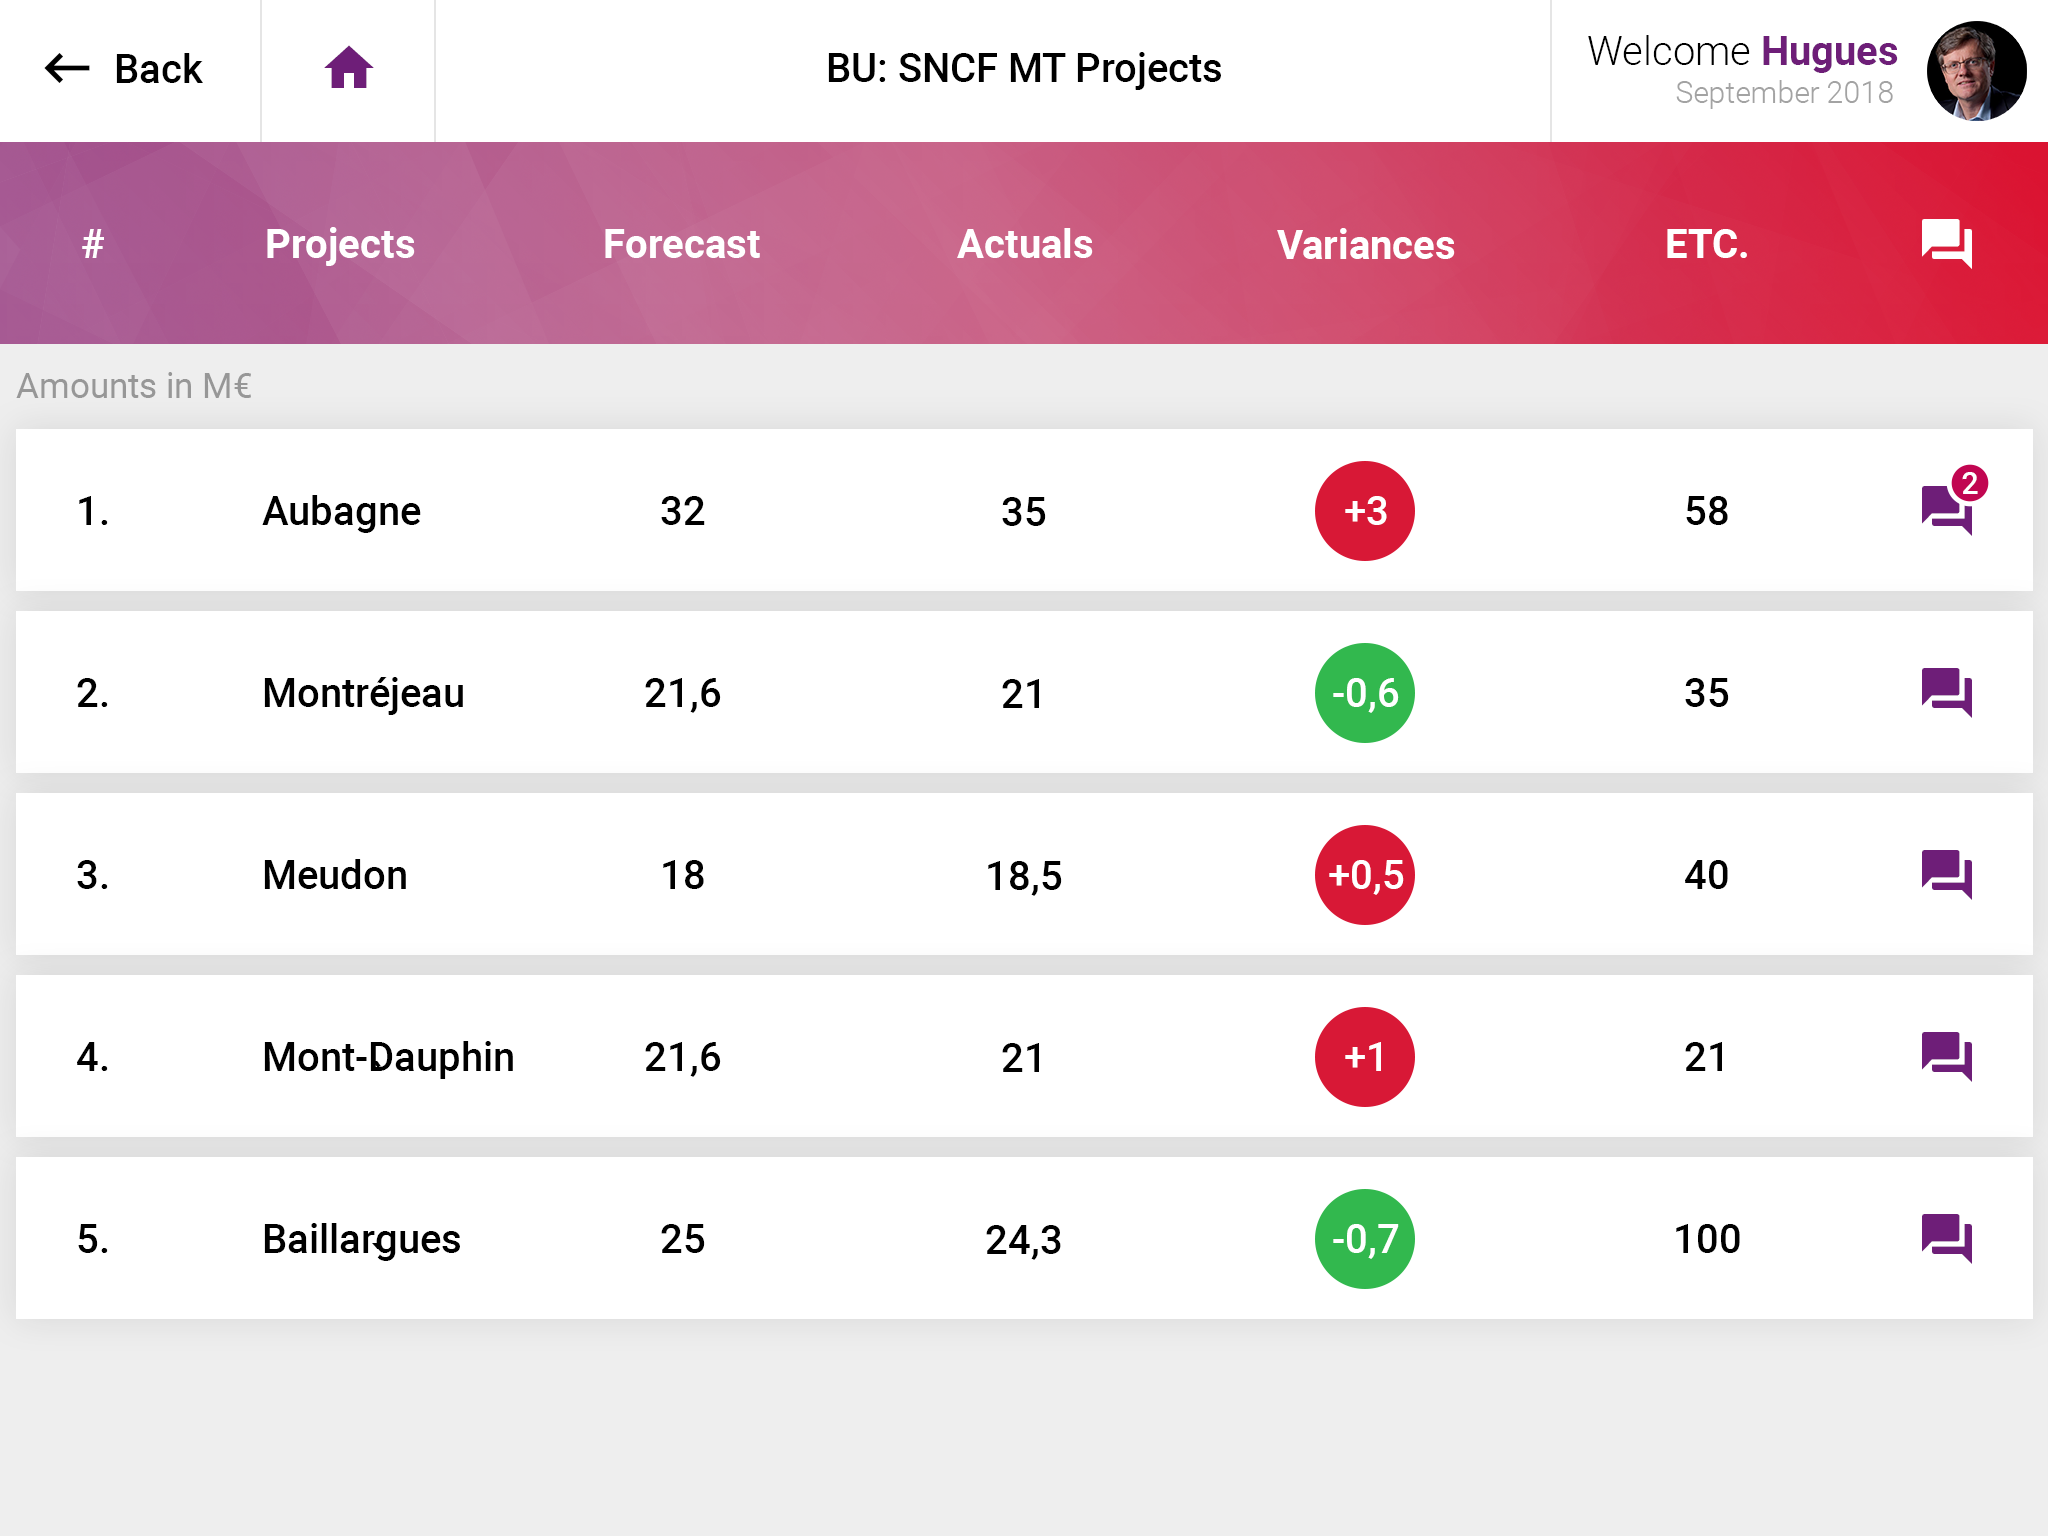 Back
BU: SNCF MT Projects
Welcome Hugues
September 2018
# Projects Forecast Actuals Variances ETC.
Amounts in M€
1. Aubagne 32 35 +3 58 2
2. Montréjeau 21,6 21 -0,6 35
3. Meudon 18 18,5 +0,5 40
4. Mont-Dauphin 21,6 21 +1 21
5. Baillargues 25 24,3 -0,7 100